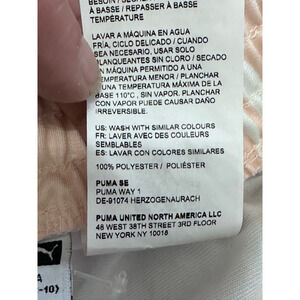 BESOIN / SÉCHAGE
À BASSE / REPASSER À BASSE
TEMPÉRATURE
LAVAR A MÁQUINA EN AGUA
FRÍA, CICLO DELICADO / CUANDO
SEA NECESARIO, USAR SOLO
BLANQUEANTES SIN CLORO / SECADO
EN MÁQUINA PERMITIDO A UNA
TEMPERATURA MENOR / PLANCHAR
A UNA TEMPERATURA MÁXIMA DE LA
BASE 110°C , SIN VAPOR. PLANCHAR
CON VAPOR PUEDE CAUSAR DAÑO
IRREVERSIBLE.
US: WASH WITH SIMILAR COLOURS
FR: LAVER AVEC DES COULEURS
SEMBLABLES
ES: LAVAR CON COLORES SIMILARES
100% POLYESTER / POLIÉSTER
PUMA SE
PUMA WAY 1
DE-91074 HERZOGENAURACH
PUMA UNITED NORTH AMERICA LLC
48 WEST 38TH STREET 3RD FLOOR
NEW YORK NY 10018
A
-10)